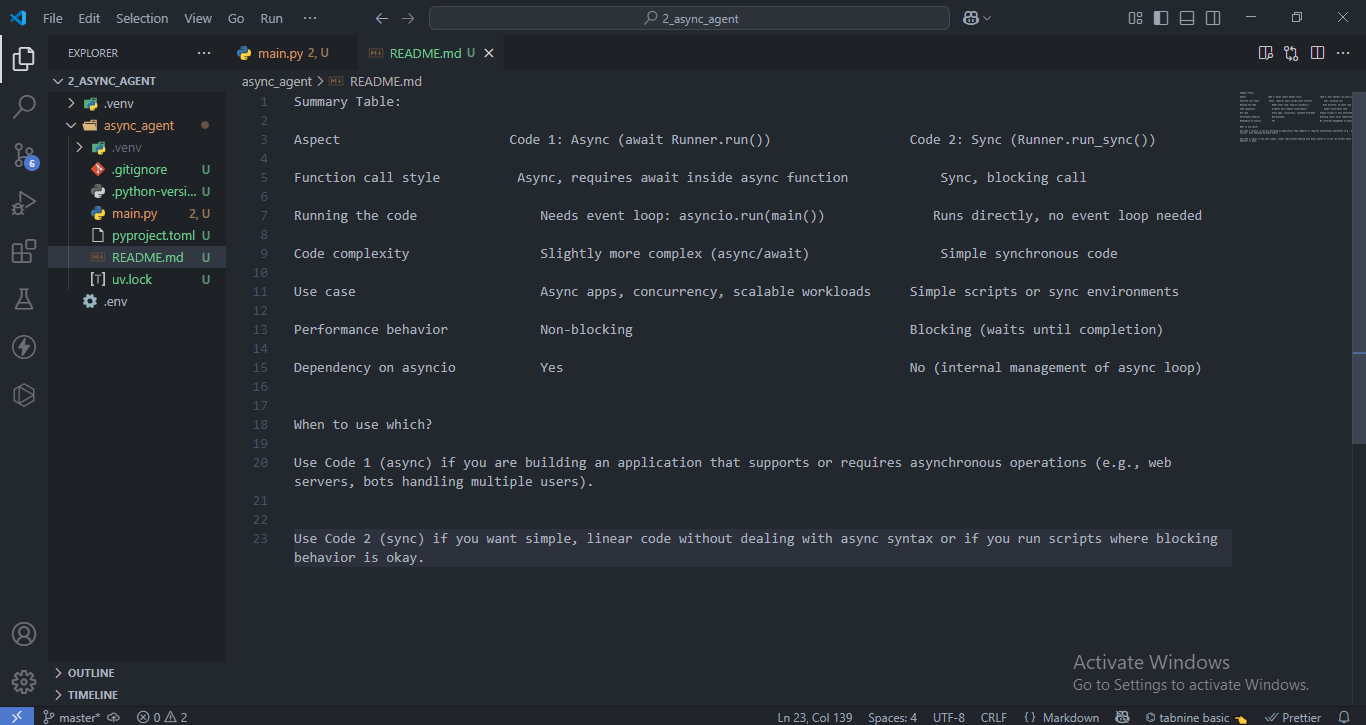 File Edit Selection View Go Run ··· 2_async_agent
EXPLORER ···
main.py 2, U
README.md U
2_ASYNC_AGENT
.venv
async_agent
.venv
.gitignore U
.python-versi... U
main.py 2, U
pyproject.toml U
README.md U
uv.lock U
.env
OUTLINE
TIMELINE
6
async_agent > README.md
1 Summary Table:
2
3 Aspect Code 1: Async (await Runner.run()) Code 2: Sync (Runner.run_sync())
4
5 Function call style Async, requires await inside async function Sync, blocking call
6
7 Running the code Needs event loop: asyncio.run(main()) Runs directly, no event loop needed
8
9 Code complexity Slightly more complex (async/await) Simple synchronous code
10
11 Use case Async apps, concurrency, scalable workloads Simple scripts or sync environments
12
13 Performance behavior Non-blocking Blocking (waits until completion)
14
15 Dependency on asyncio Yes No (internal management of async loop)
16
17
18 When to use which?
19
20 Use Code 1 (async) if you are building an application that supports or requires asynchronous operations (e.g., web
servers, bots handling multiple users).
21
22
23 Use Code 2 (sync) if you want simple, linear code without dealing with async syntax or if you run scripts where blocking
behavior is okay.
Activate Windows
Go to Settings to activate Windows.
master* 0 2 Ln 23, Col 139 Spaces: 4 UTF-8 CRLF {} Markdown tabnine basic Prettier